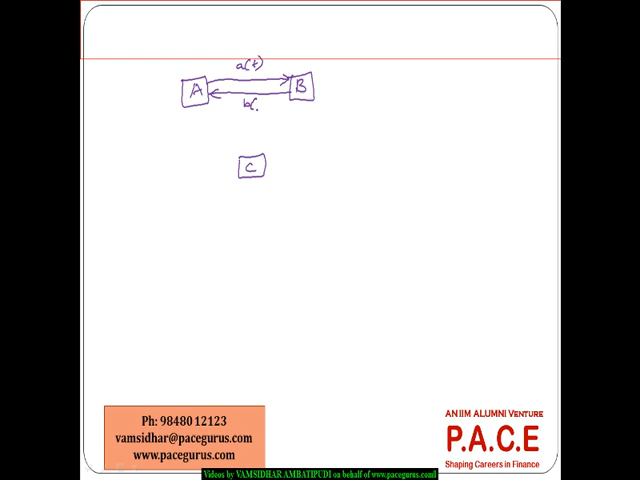 a(t)
A
B
b(.
C
Ph: 98480 12123
vamsidhar@pacegurus.com
www.pacegurus.com
AN IIM ALUMNI VENTURE
P.A.C.E
Shaping Careers in Finance
Videos by VAMSIDHAR AMBATIPUDI on behalf of www.pacegurus.com